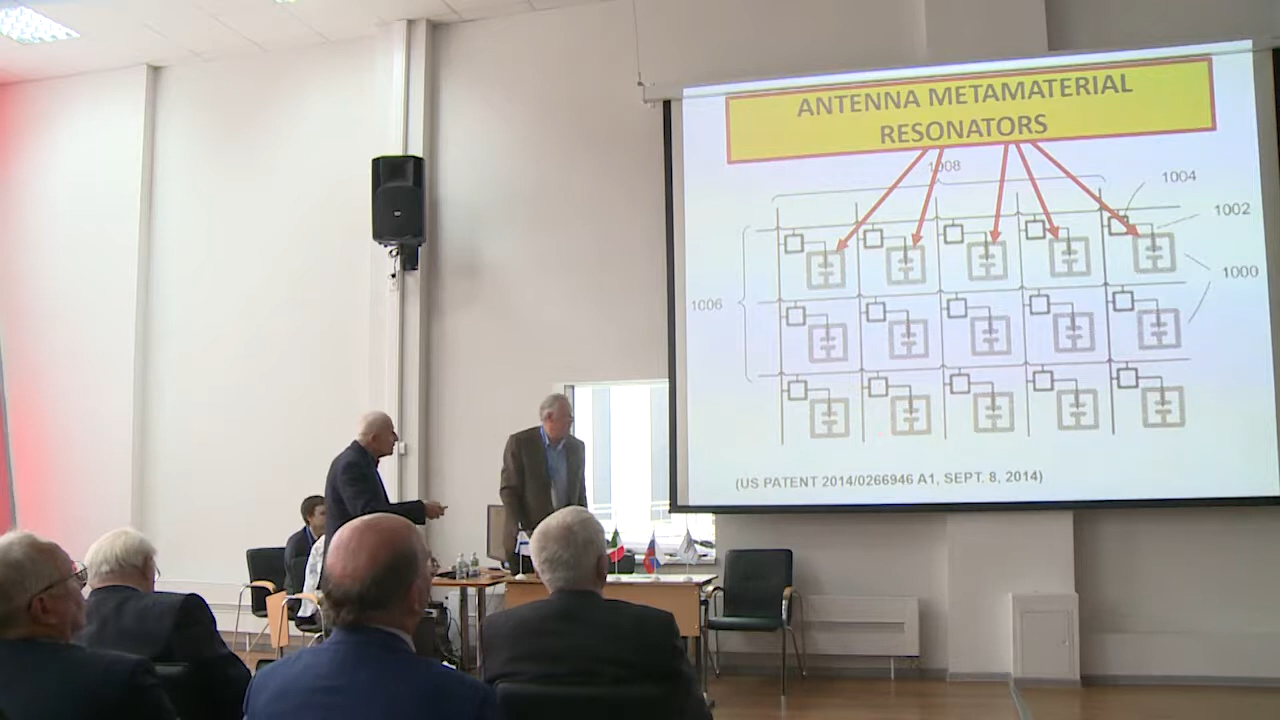 ANTENNA METAMATERIAL
RESONATORS
1008
1004
1002
1000
1006
(US PATENT 2014/0266946 A1, SEPT. 8, 2014)